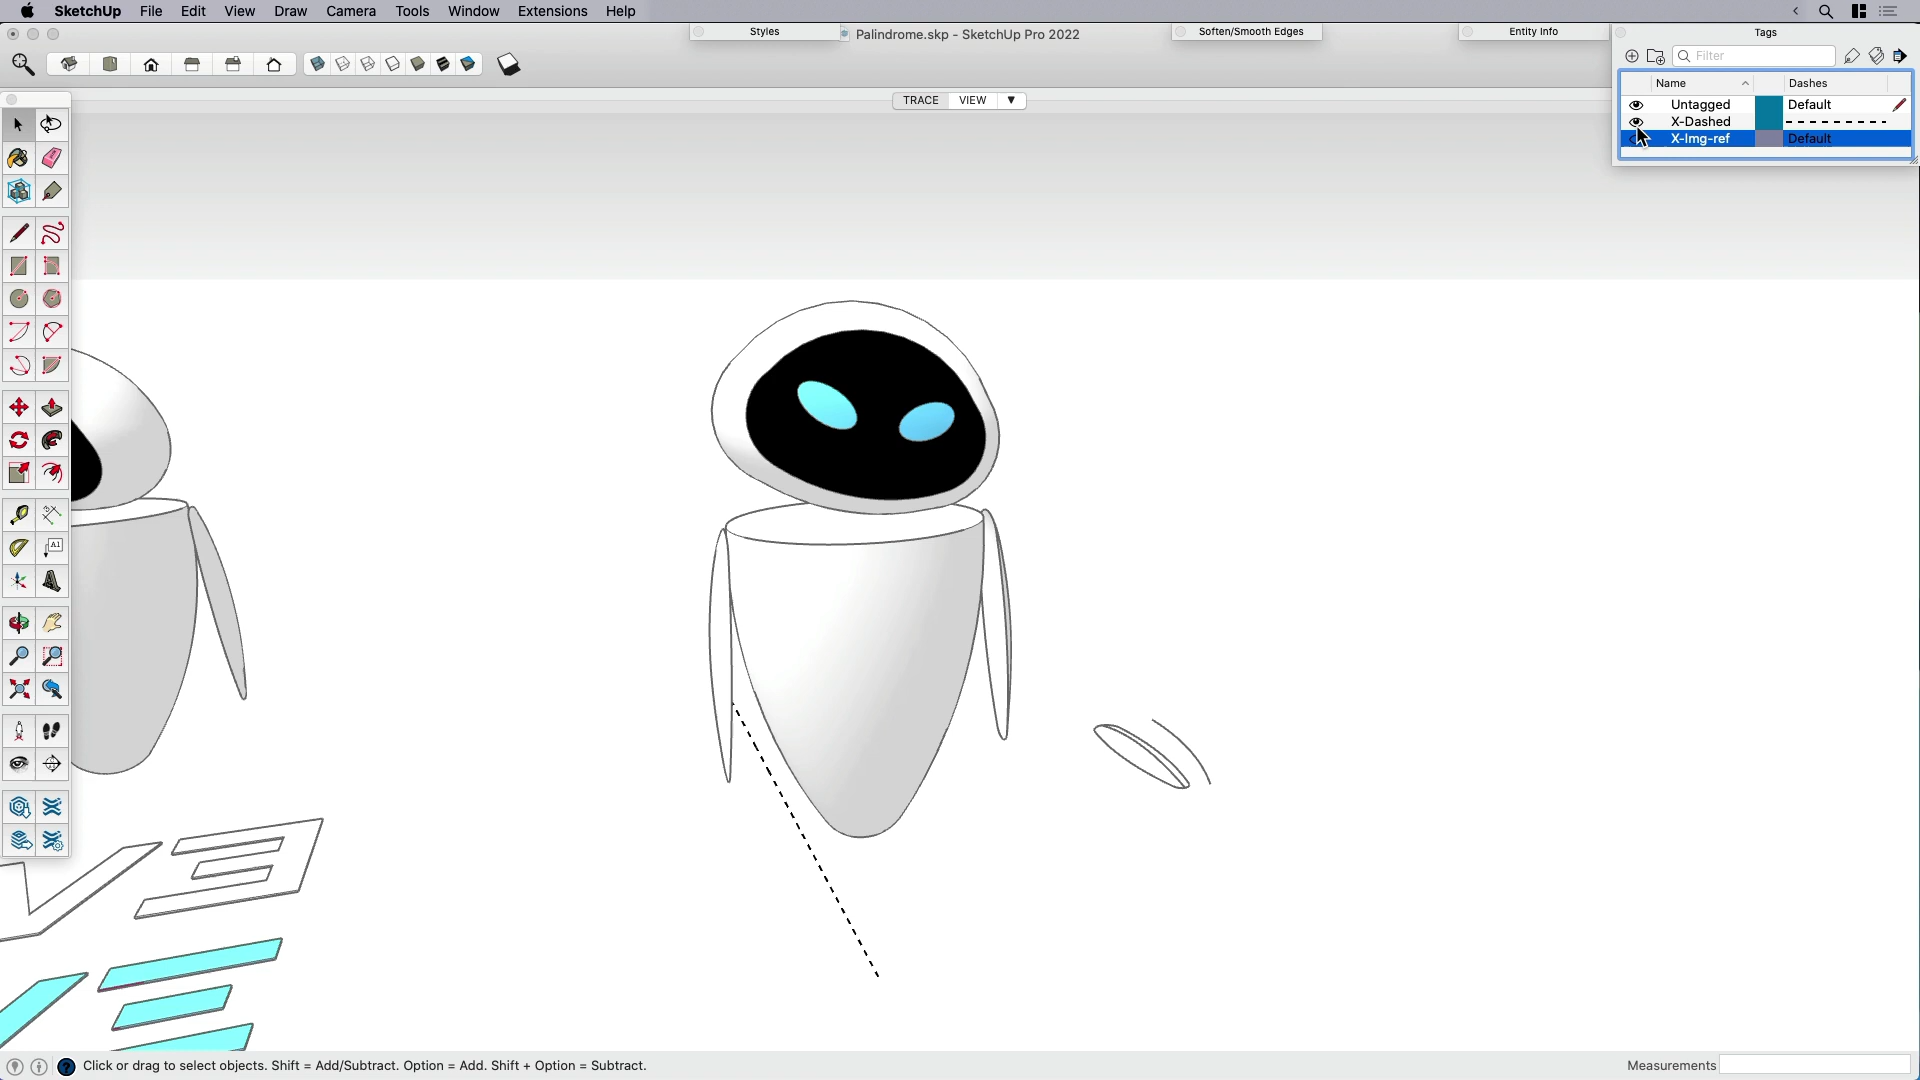 SketchUp File Edit View Draw Camera Tools Window Extensions Help
Styles
Palindrome.skp - SketchUp Pro 2022
Soften/Smooth Edges
Entity Info
Tags
Filter
Name Dashes
Untagged Default
X-Dashed
X-Img-ref Default
TRACE VIEW
A1
Click or drag to select objects. Shift = Add/Subtract. Option = Add. Shift + Option = Subtract.
Measurements